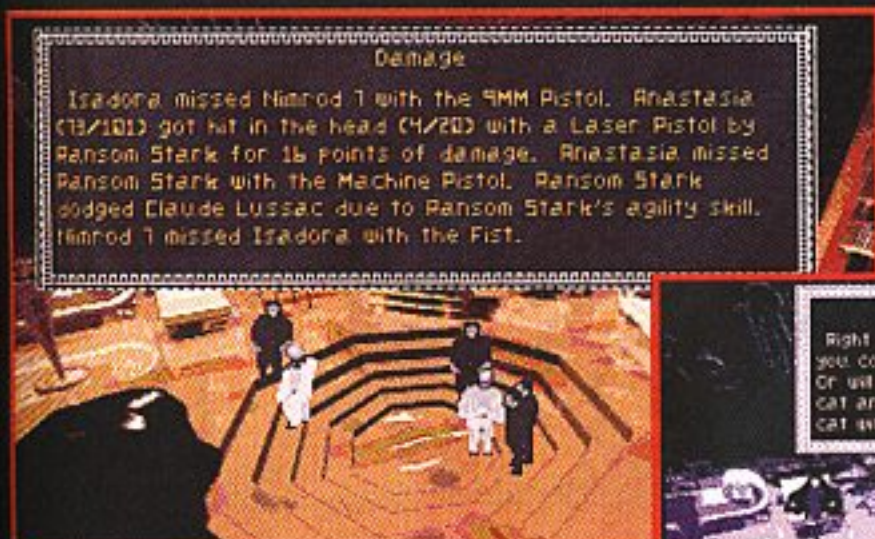 Damage
Isadora missed Nimrod 7 with the 9MM Pistol. Anastasia
(73/101) got hit in the head (4/20) with a Laser Pistol by
Ransom Stark for 16 points of damage. Anastasia missed
Ransom Stark with the Machine Pistol. Ransom Stark
dodged Claude Lussac due to Ransom Stark's agility skill.
Nimrod 7 missed Isadora with the Fist.
Right
you
Or will
cat
cat